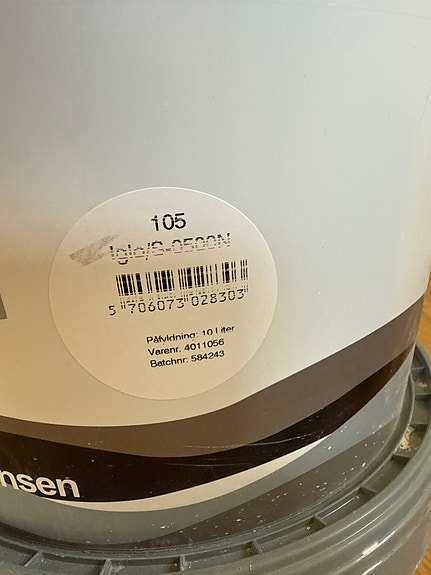 105
Iglo/S-0500N
5 706073 028303
Påfyldning: 10 Liter
Varenr. 4011056
Batchnr: 584243
nsen